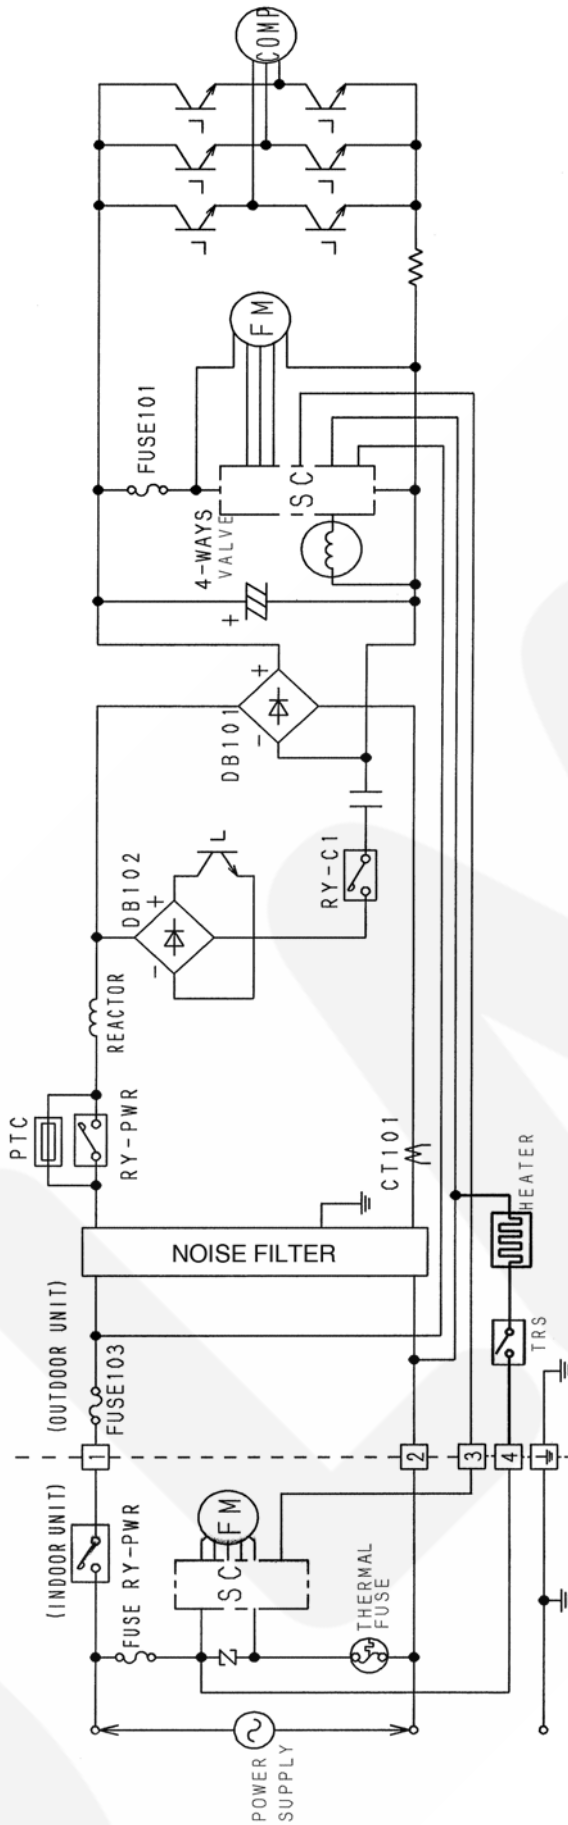 COMP
FM
FUSE101
SC
4-WAYS
VALVE
+
+
-
DB101
DB102
+
-
RY-C1
REACTOR
PTC
RY-PWR
CT101
NOISE FILTER
HEATER
TRS
(OUTDOOR UNIT)
FUSE103
1
2
3
4
(INDOOR UNIT)
FUSE RY-PWR
SC
FM
Z
THERMAL
FUSE
POWER
SUPPLY